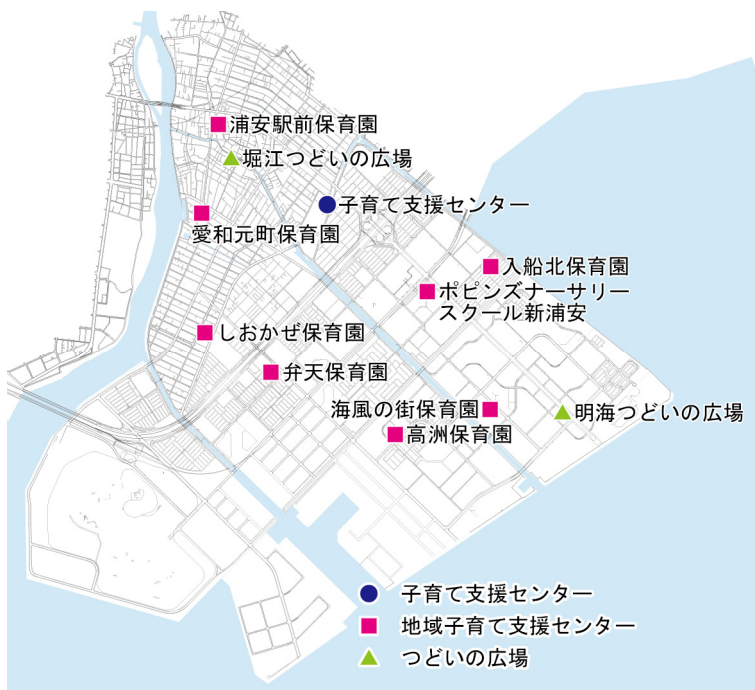 浦安駅前保育園
堀江つどいの広場
子育て支援センター
愛和元町保育園
入船北保育園
ポピンズナーサリー
スクール新浦安
しおかぜ保育園
弁天保育園
海風の街保育園
明海つどいの広場
高洲保育園
子育て支援センター
地域子育て支援センター
つどいの広場